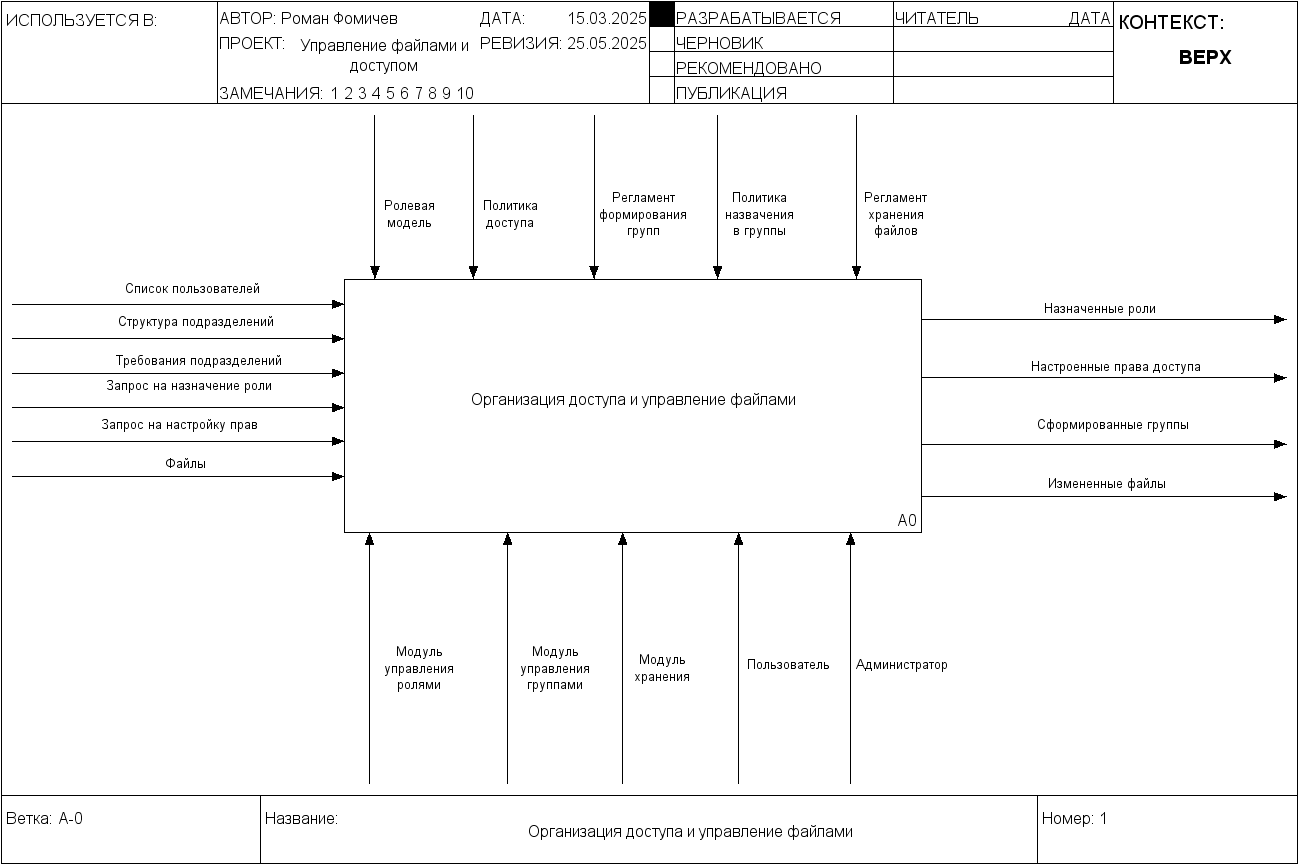 ИСПОЛЬЗУЕТСЯ В:
АВТОР: Роман Фомичев
ДАТА: 15.03.2025
ПРОЕКТ: Управление файлами и
доступом
РЕВИЗИЯ: 25.05.2025
ЗАМЕЧАНИЯ: 1 2 3 4 5 6 7 8 9 10
РАЗРАБАТЫВАЕТСЯ
ЧЕРНОВИК
РЕКОМЕНДОВАНО
ПУБЛИКАЦИЯ
ЧИТАТЕЛЬ ДАТА
КОНТЕКСТ:
ВЕРХ
Ролевая
модель
Политика
доступа
Регламент
формирования
групп
Политика
назвачения
в группы
Регламент
хранения
файлов
Список пользователей
Структура подразделений
Требования подразделений
Запрос на назначение роли
Запрос на настройку прав
Файлы
Организация доступа и управление файлами
A0
Назначенные роли
Настроенные права доступа
Сформированные группы
Измененные файлы
Модуль
управления
ролями
Модуль
управления
группами
Модуль
хранения
Пользователь
Администратор
Ветка: A-0
Название:
Организация доступа и управление файлами
Номер: 1